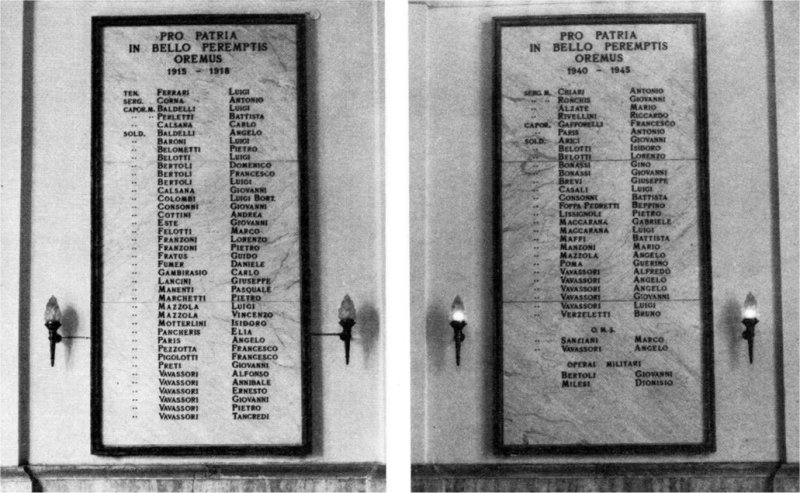 PRO PATRIA
IN BELLO PEREMPTIS
OREMUS
1915 - 1918
TEN. FERRARI LUIGI
SERG. CORNA ANTONIO
CAPOR.M. BALDELLI LUIGI
" " PERLETTI BATTISTA
" CALSANA CARLO
SOLD. BALDELLI ANGELO
" BARONI LUIGI
" BELOMETTI PIETRO
" BELOTTI LUIGI
" BERTOLI DOMENICO
" BERTOLI FRANCESCO
" BERTOLI LUIGI
" CALSANA GIOVANNI
" COLOMBI LUIGI BORT.
" CONSONNI GIOVANNI
" COTTINI ANDREA
" ESTE GIOVANNI
" FELOTTI MARCO
" FRANZONI LORENZO
" FRANZONI PIETRO
" FRATUS GUIDO
" FUMER DANIELE
" GAMBIRASIO CARLO
" LANCINI GIUSEPPE
" MANENTI PASQUALE
" MARCHETTI PIETRO
" MAZZOLA LUIGI
" MAZZOLA VINCENZO
" MOTTERLINI ISIDORO
" PANCHERIS ELIA
" PARIS ANGELO
" PEZZOTTA FRANCESCO
" PIGOLOTTI FRANCESCO
" PRETI GIOVANNI
" VAVASSORI ALFONSO
" VAVASSORI ANNIBALE
" VAVASSORI ERNESTO
" VAVASSORI GIOVANNI
" VAVASSORI PIETRO
" VAVASSORI TANCREDI
PRO PATRIA
IN BELLO PEREMPTIS
OREMUS
1940 - 1945
SERG.M. CHIARI ANTONIO
" " RONCHIS GIOVANNI
" " ALZATE MARIO
" " RIVELLINI RICCARDO
CAPOR. GAFFORELLI FRANCESCO
" PARIS ANTONIO
SOLD. ARICI GIOVANNI
" BELOTTI ISIDORO
" BELOTTI LORENZO
" BONASSI GINO
" BONASSI GIOVANNI
" BREVI GIUSEPPE
" CASALI LUIGI
" CONSONNI BATTISTA
" FOPPA PEDRETTI BEPPINO
" LISSIGNOLI PIETRO
" MACCARANA GABRIELE
" MACCARANA LUIGI
" MAFFI BATTISTA
" MANZONI MARIO
" MAZZOLA ANGELO
" POMA GUERINO
" VAVASSORI ALFREDO
" VAVASSORI ANGELO
" VAVASSORI ANGELO
" VAVASSORI GIOVANNI
" VAVASSORI LUIGI
" VERZELETTI BRUNO
O.M.S.
" SANZIANI MARCO
" VAVASSORI ANGELO
OPERAI MILITARI
BERTOLI GIOVANNI
MILESI DIONISIO